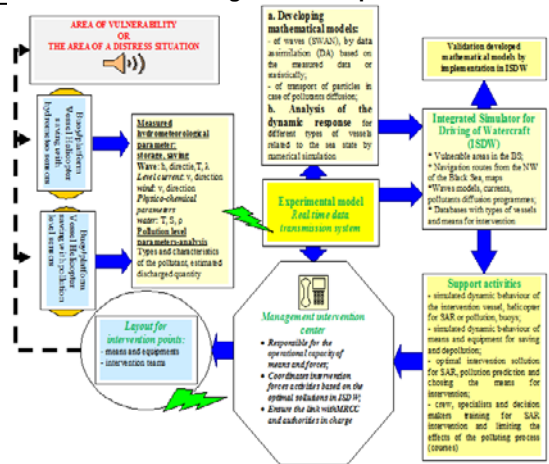 AREA OF VULNERABILITY
OR
THE AREA OF A DISTRESS SITUATION
Vessel Helicopter
saving with
Vessel Helicopter
Measured
hydrometeorological
parameter:
storage, saving
Wave: h, directie, T, λ
Level current: v, direction
wind: v, direction
Physico-chemical
parameters
water: T, S, ρ
Pollution level
parameters-analysis
Types and characteristics
of the pollutant, estimated
discharged quantity
a. Developing
mathematical models:
- of waves (SWAN), by data
assimilation (DA) based on
the measured data or
statistically;
- of transport of particles in
case of pollutants diffusion;
b. Analysis of the
dynamic response for
different types of vessels
related to the sea state by
numerical simulation
Experimental model
Real time data
transmission system
Validation developed
mathematical models by
implementation in ISDW
Integrated Simulator for
Driving of Watercraft
(ISDW)
* Vulnerable areas in the BS;
* Navigation routes from the NW
of the Black Sea, maps
*Waves models, currents,
pollutants diffusion programmes;
* Databases with types of vessels
and means for intervention
Support activities
- simulated dynamic behaviour of
the intervention vessel, helicopter
for SAR or pollution, buoys;
- simulated dynamic behaviour of
means and equipment for saving
and depollution;
- optimal intervention sollution
for SAR, pollution prediction and
chosing the means for
intervention;
- crew, specialists and decision
makers training for SAR
intervention and limiting the
effects of the polluting process
(courses)
Management intervention
center
• Responsible for the
operational capacity of
means and forces;
• Coordinates intervention
forces activities based on the
optimal solutions in ISDW;
• Ensure the link with MRCC
and authorities in charge
Layout for
intervention points:
- means and equipments
- intervention teams